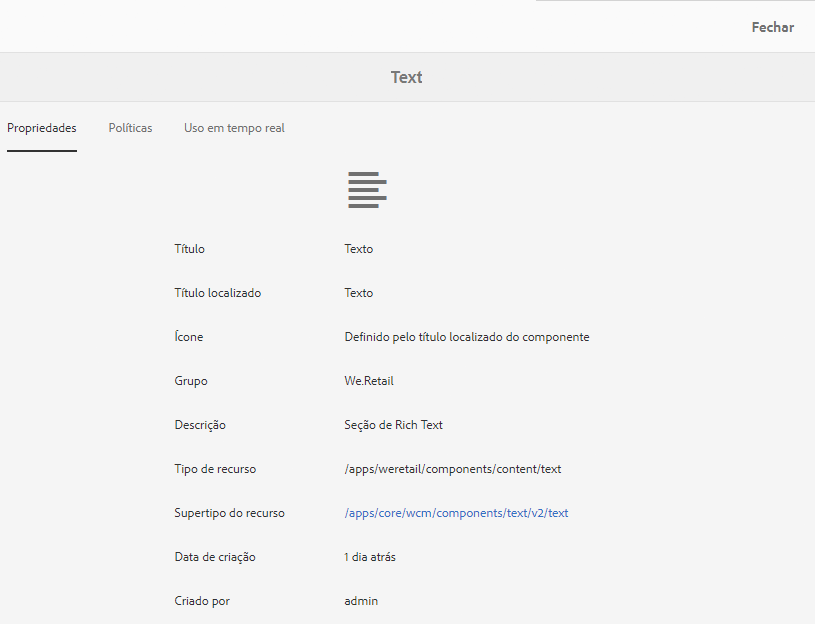 Fechar
Text
Propriedades Políticas Uso em tempo real
Título Texto
Título localizado Texto
Ícone Definido pelo título localizado do componente
Grupo We.Retail
Descrição Seção de Rich Text
Tipo de recurso /apps/weretail/components/content/text
Supertipo do recurso /apps/core/wcm/components/text/v2/text
Data de criação 1 dia atrás
Criado por admin